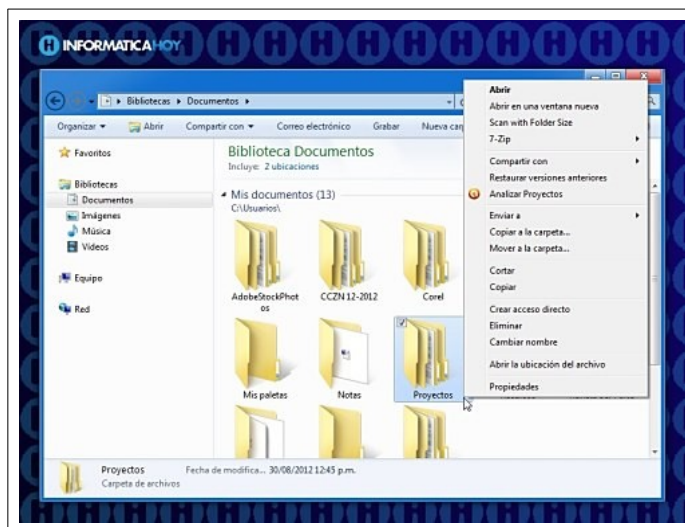 INFORMATICAHOY
Bibliotecas Documentos
Organizar Abrir Compartir con Correo electrónico Grabar Nueva car
Favoritos
Bibliotecas
Documentos
Imágenes
Música
Vídeos
Equipo
Red
Biblioteca Documentos
Incluye: 2 ubicaciones
Mis documentos (13)
C:\Usuarios\
AdobeStockPhot
os
CCZN 12-2012
Corel
Mis paletas
Notas
Proyectos
Abrir
Abrir en una ventana nueva
Scan with Folder Size
7-Zip
Compartir con
Restaurar versiones anteriores
Analizar Proyectos
Enviar a
Copiar a la carpeta...
Mover a la carpeta...
Cortar
Copiar
Crear acceso directo
Eliminar
Cambiar nombre
Abrir la ubicación del archivo
Propiedades
Proyectos Fecha de modifica... 30/08/2012 12:45 p.m.
Carpeta de archivos